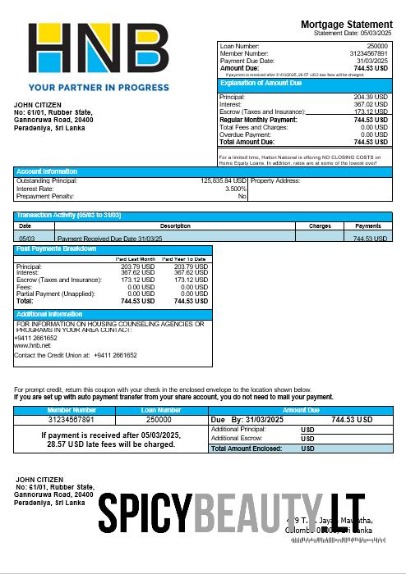 HNB
YOUR PARTNER IN PROGRESS
JOHN CITIZEN
No: 61/01, Rubber State,
Gannoruwa Road, 20400
Peradeniya, Sri Lanka
Mortgage Statement
Statement Date: 05/03/2025
Loan Number: 250000
Member Number: 31234567891
Payment Due Date: 31/03/2025
Amount Due: 744.53 USD
If payment is received after 31/03/2025, 28.57 USD late fees will be charged.
Explanation of Amount Due
Principal: 204.39 USD
Interest: 367.02 USD
Escrow (Taxes and Insurance): 173.12 USD
Regular Monthly Payment: 744.53 USD
Total Fees and Charges: 0.00 USD
Overdue Payment: 0.00 USD
Total Amount Due: 744.53 USD
For a limited time, Hatton National is offering NO CLOSING COSTS on
Home Equity Loans. In addition, rates are at some of the lowest ever!
Account Information
Outstanding Principal: 125,835.84 USD Property Address:
Interest Rate: 3.500%
Prepayment Penalty: No
Transaction Activity (05/03 to 31/03)
Date Description Charges Payments
05/03 Payment Received Due Date 31/03/25 744.53 USD
Past Payments Breakdown
Paid Last Month Paid Year To Date
Principal: 203.79 USD 203.79 USD
Interest: 367.62 USD 367.62 USD
Escrow (Taxes and Insurance): 173.12 USD 173.12 USD
Fees: 0.00 USD 0.00 USD
Partial Payment (Unapplied): 0.00 USD 0.00 USD
Total: 744.53 USD 744.53 USD
Additional Information
FOR INFORMATION ON HOUSING COUNSELING AGENCIES OR
PROGRAMS IN YOUR AREA CONTACT:
+9411 2661652
www.hnb.net
Contact the Credit Union at: +9411 2661652
For prompt credit, return this coupon with your check in the enclosed envelope to the location shown below.
If you are set up with auto payment transfer from your share account, you do not need to mail your payment.
Member Number Loan Number Amount Due
31234567891 250000 Due By: 31/03/2025 744.53 USD
If payment is received after 05/03/2025,
28.57 USD late fees will be charged.
Additional Principal: USD
Additional Escrow: USD
Total Amount Enclosed: USD
JOHN CITIZEN
No: 61/01, Rubber State,
Gannoruwa Road, 20400
Peradeniya, Sri Lanka
SPICYBEAUTY.LT